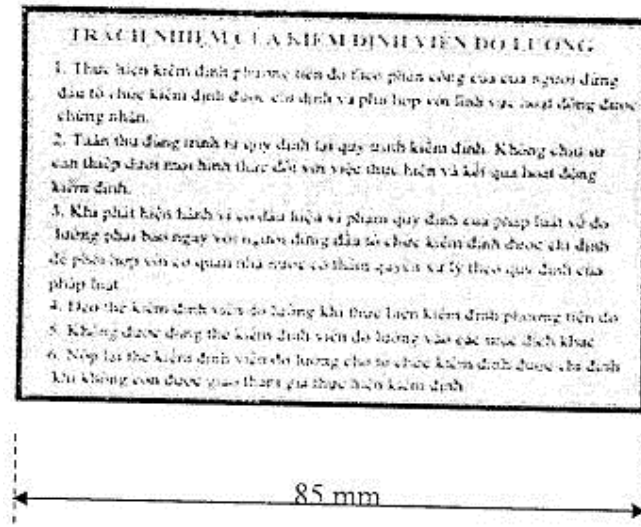 TRÁCH NHIỆM CỦA KIỂM ĐỊNH VIÊN ĐO LƯỜNG
1. Thực hiện kiểm định phương tiện đo theo phân công của của người đứng
đầu tổ chức kiểm định được chỉ định và phù hợp với lĩnh vực hoạt động được
chứng nhận.
2. Tuân thủ đúng trình tự quy định tại quy trình kiểm định. Không chịu sự
can thiệp dưới mọi hình thức đối với việc thực hiện và kết quả hoạt động
kiểm định.
3. Khi phát hiện hành vi có dấu hiệu vi phạm quy định của pháp luật về đo
lường phải báo ngay với người đứng đầu tổ chức kiểm định được chỉ định
để phối hợp với cơ quan nhà nước có thẩm quyền xử lý theo quy định của
pháp luật
4. Đeo thẻ kiểm định viên đo lường khi thực hiện kiểm định phương tiện đo
5. Không được dùng thẻ kiểm định viên đo lường vào các mục đích khác
6. Nộp lại thẻ kiểm định viên đo lường cho tổ chức kiểm định được chỉ định
khi không còn được giao tham gia thực hiện kiểm định
85 mm